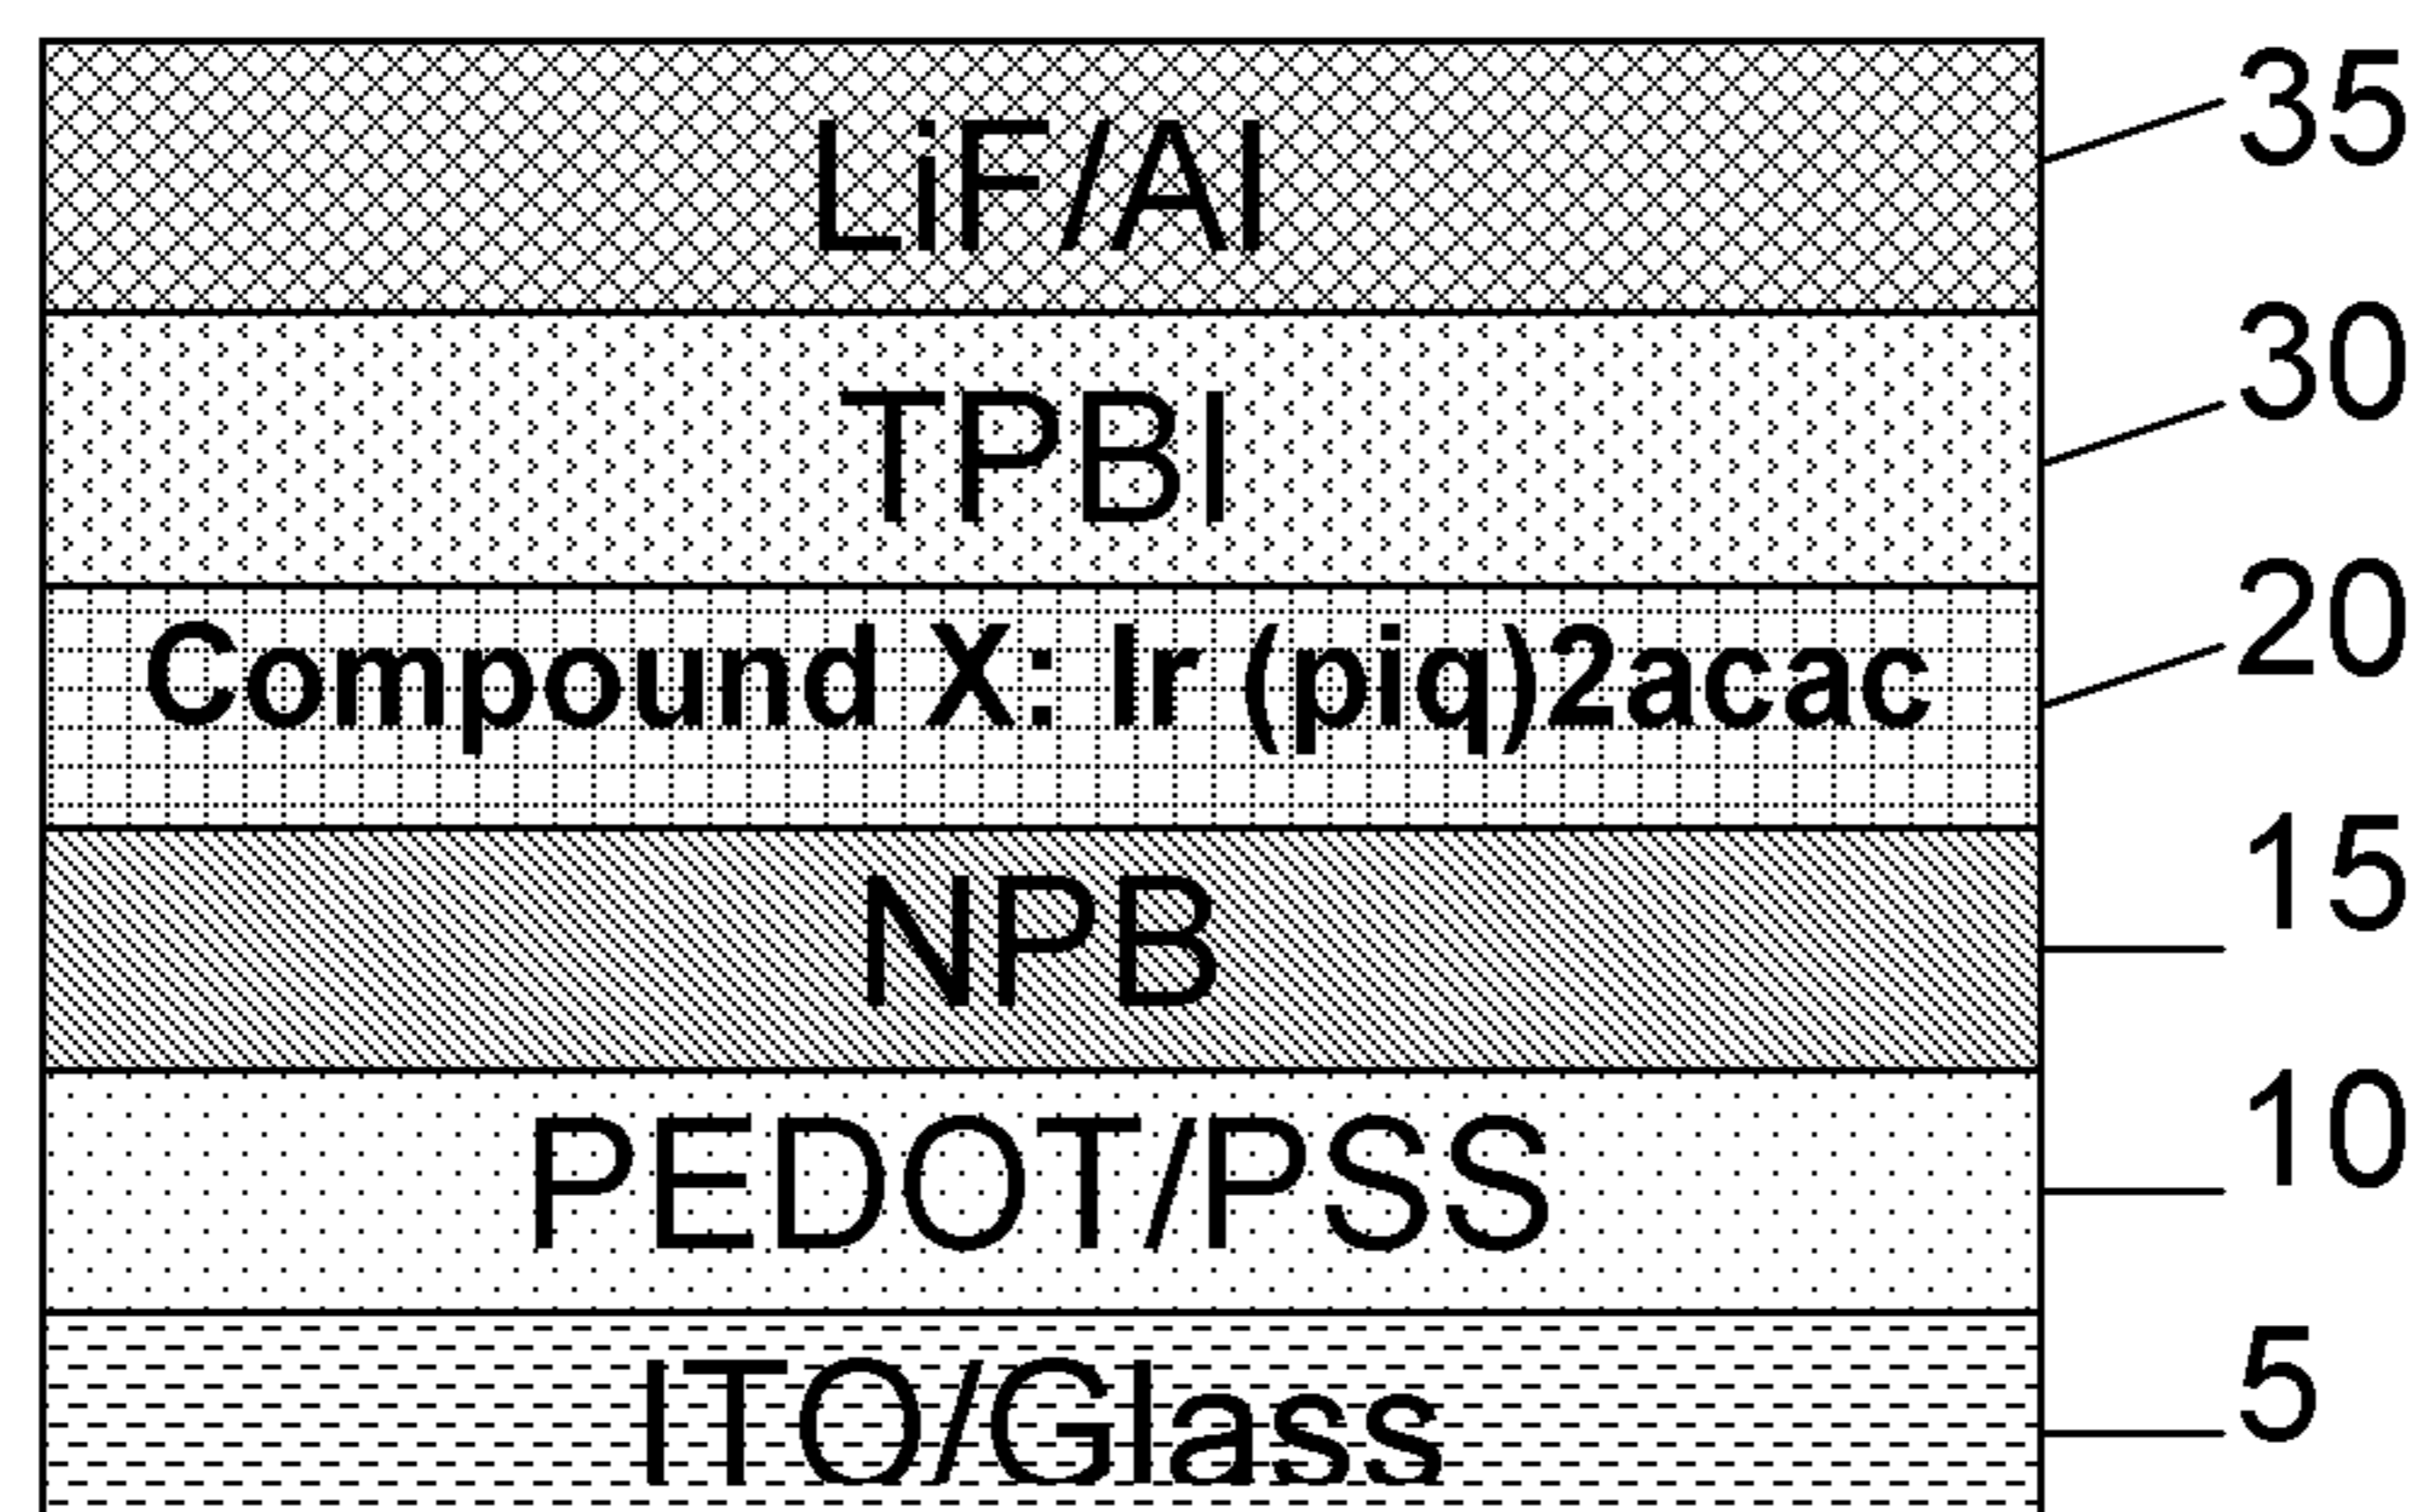 LiF/Al 35
TPBI 30
Compound X: Ir (piq)2acac 20
NPB 15
PEDOT/PSS 10
ITO/Glass 5